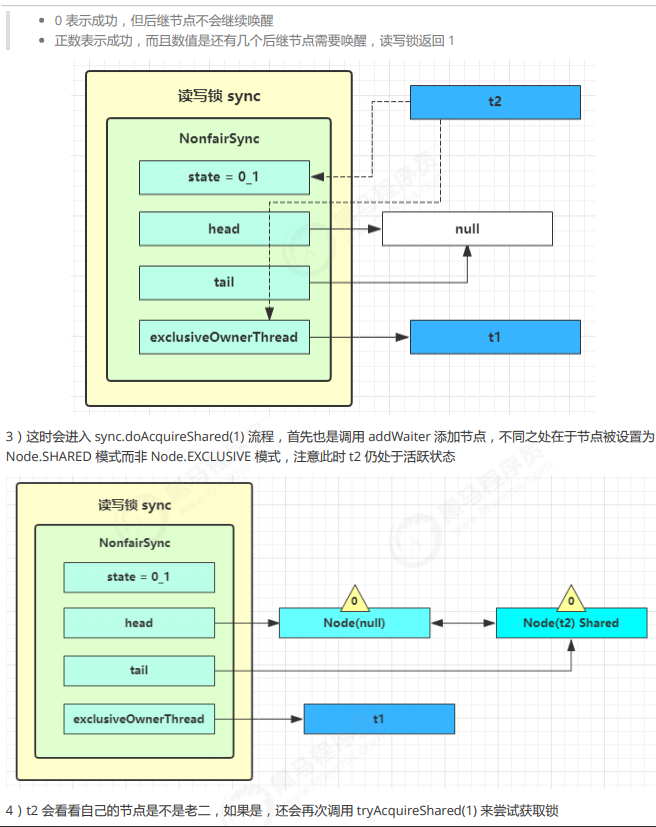 0 表示成功，但后继节点不会继续唤醒
正数表示成功，而且数值是还有几个后继节点需要唤醒，读写锁返回 1
读写锁 sync
t2
NonfairSync
state = 0_1
head
null
tail
exclusiveOwnerThread
t1
3）这时会进入 sync.doAcquireShared(1) 流程，首先也是调用 addWaiter 添加节点，不同之处在于节点被设置为
Node.SHARED 模式而非 Node.EXCLUSIVE 模式，注意此时 t2 仍处于活跃状态
读写锁 sync
NonfairSync
state = 0_1
0
0
head
Node(null)
Node(t2) Shared
tail
exclusiveOwnerThread
t1
4）t2 会看看自己的节点是不是老二，如果是，还会再次调用 tryAcquireShared(1) 来尝试获取锁